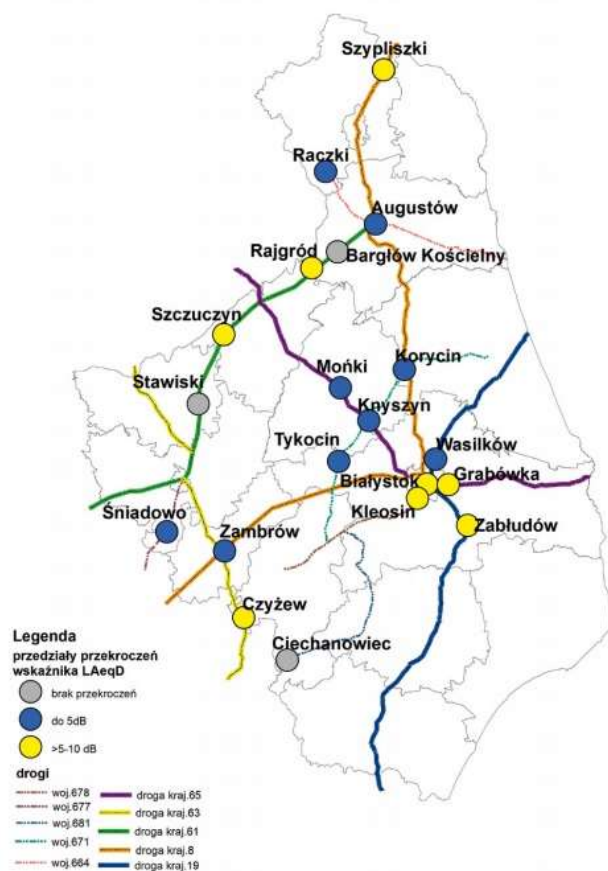 Szypliszki
Raczki
Augustów
Rajgród
Bargłów Kościelny
Szczuczyn
Mońki
Korycin
Stawiski
Knyszyn
Tykocin
Wasilków
Białystok
Grabówka
Śniadowo
Kleosin
Zambrów
Zabłudów
Czyżew
Ciechanowiec
Legenda
przedziały przekroczeń
wskaźnika LAeqD
brak przekroczeń
do 5dB
>5-10 dB
drogi
woj.678
woj.677
woj.681
woj.671
woj.664
droga kraj.65
droga kraj.63
droga kraj.61
droga kraj.8
droga kraj.19